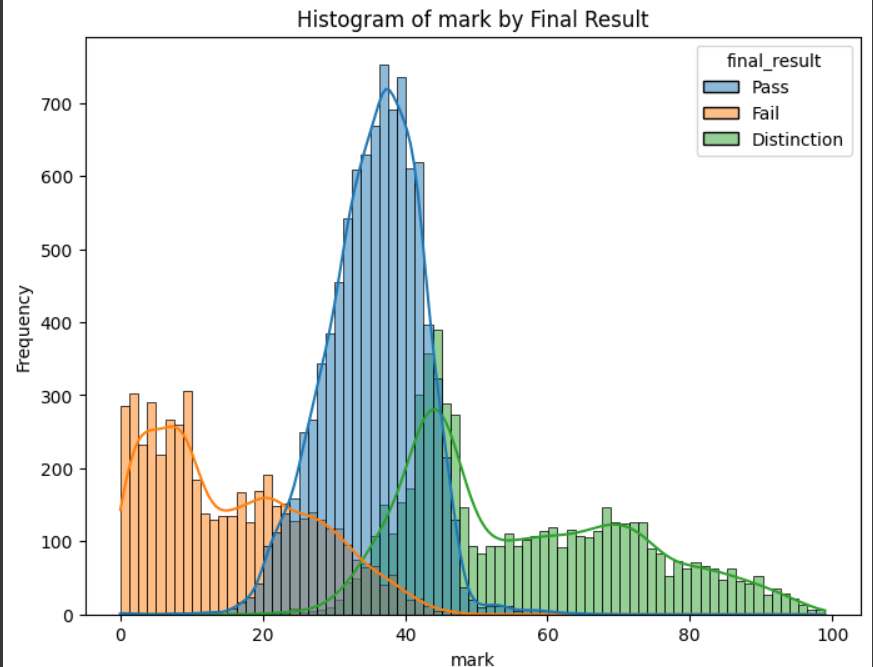 Histogram of mark by Final Result
final_result
Pass
Fail
Distinction
Frequency
700
600
500
400
300
200
100
0
0 20 40 60 80 100
mark